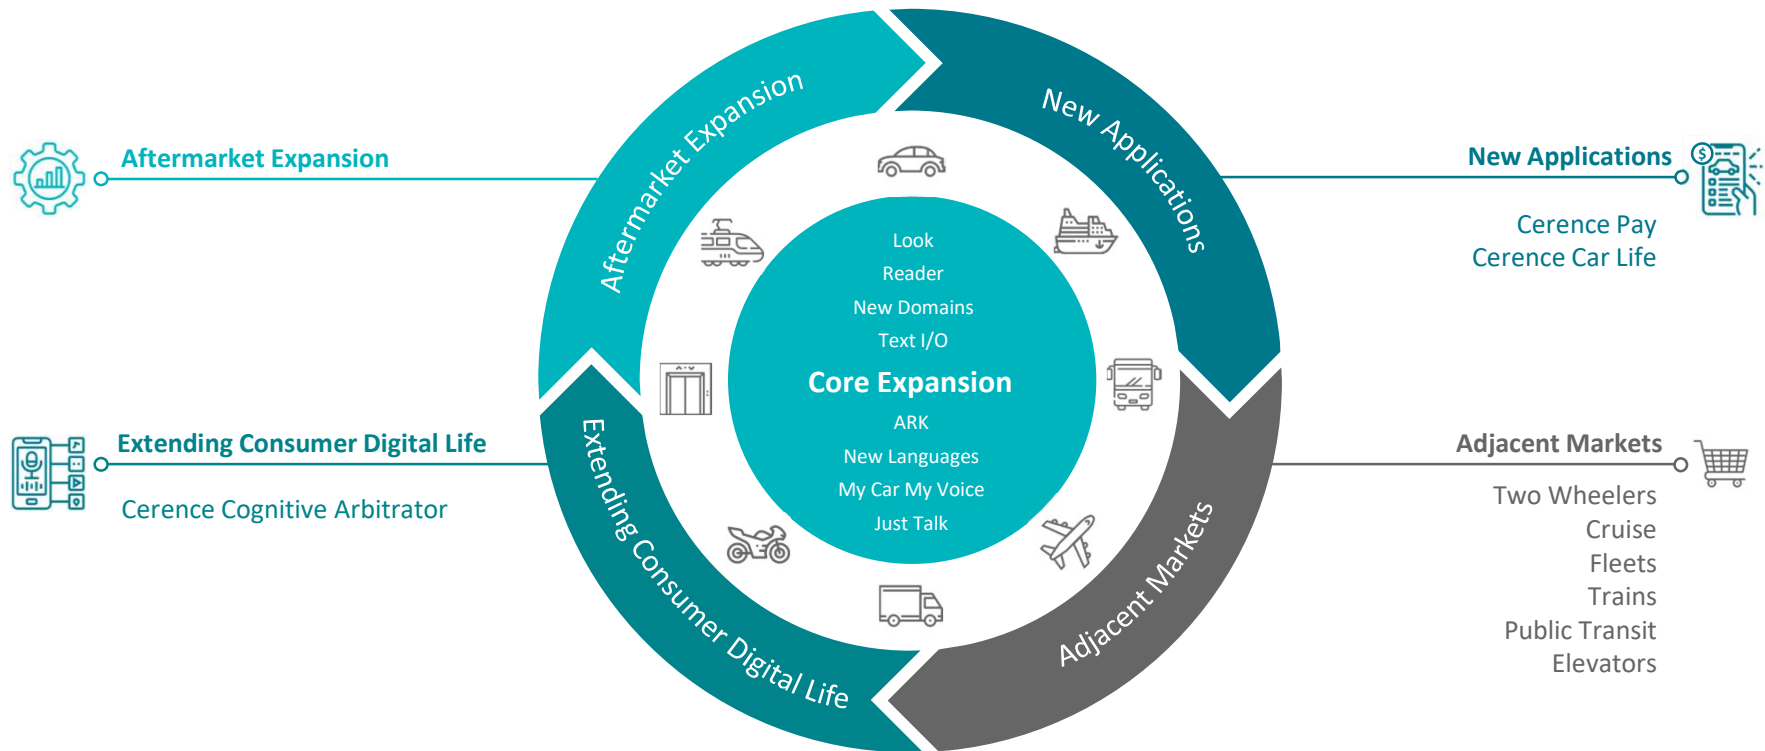 Aftermarket Expansion
New Applications
Aftermarket Expansion
New Applications
Cerence Pay
Cerence Car Life
Look
Reader
New Domains
Text I/O
Core Expansion
ARK
New Languages
My Car My Voice
Just Talk
Extending Consumer Digital Life
Cerence Cognitive Arbitrator
Extending Consumer Digital Life
Adjacent Markets
Adjacent Markets
Two Wheelers
Cruise
Fleets
Trains
Public Transit
Elevators